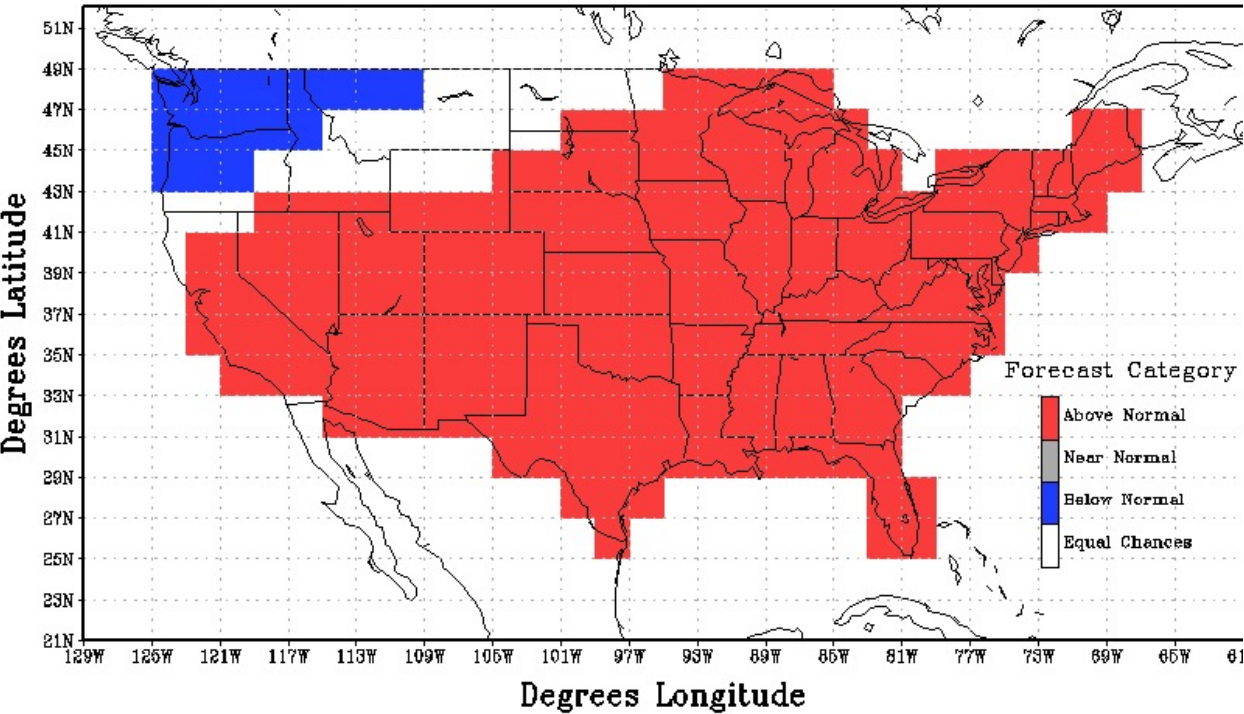 51N
49N
47N
45N
43N
41N
39N
37N
35N
33N
31N
29N
27N
25N
23N
21N
Degrees Latitude
Forecast Category
Above Normal
Near Normal
Below Normal
Equal Chances
129W 125W 121W 117W 113W 109W 105W 101W 97W 93W 89W 85W 81W 77W 73W 69W 65W 61
Degrees Longitude